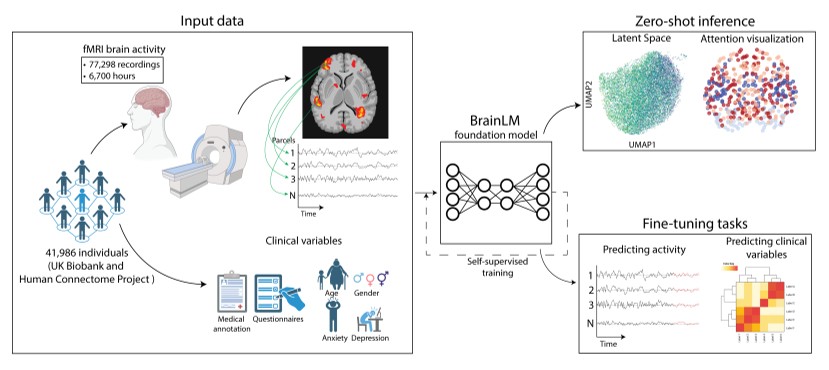 Input data
fMRI brain activity
• 77,298 recordings
• 6,700 hours
Parcels
1
2
3
N
Time
41,986 individuals
(UK Biobank and
Human Connectome Project )
Clinical variables
Medical
annotation
Questionnaires
Age
Gender
Anxiety
Depression
BrainLM
foundation model
Self-supervised
training
Zero-shot inference
Latent Space
Attention visualization
UMAP2
UMAP1
Fine-tuning tasks
Predicting activity
1
2
3
N
Time
Predicting clinical
variables